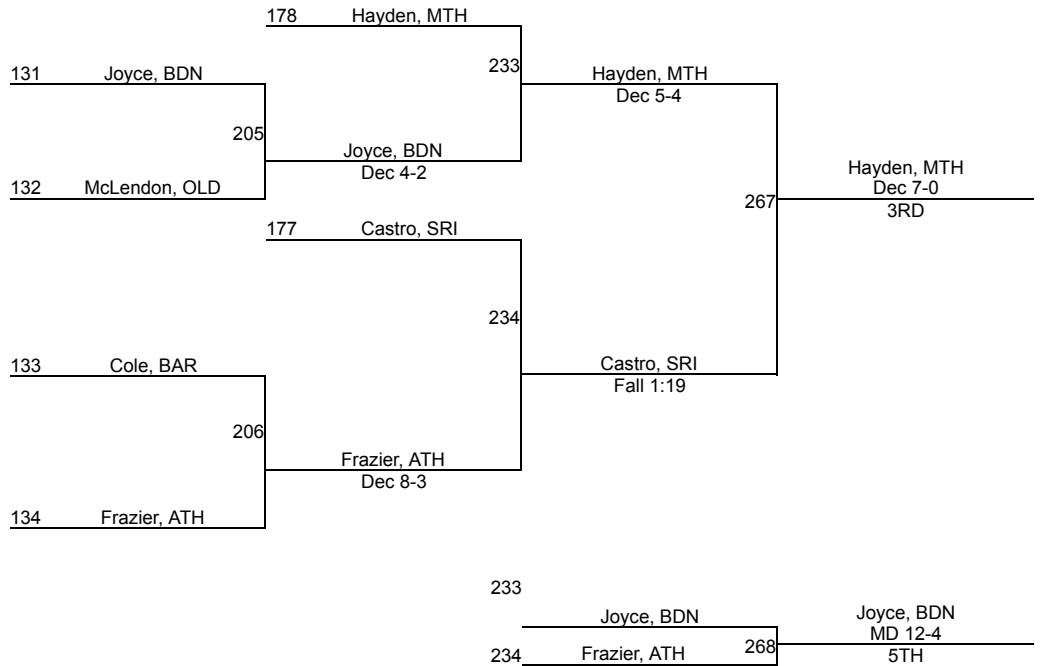 178 Hayden, MTH
131 Joyce, BDN
233
Hayden, MTH
Dec 5-4
205
Joyce, BDN
Dec 4-2
132 McLendon, OLD
Hayden, MTH
Dec 7-0
3RD
267
177 Castro, SRI
234
133 Cole, BAR
Castro, SRI
Fall 1:19
206
Frazier, ATH
Dec 8-3
134 Frazier, ATH
233
Joyce, BDN
234 Frazier, ATH
268
Joyce, BDN
MD 12-4
5TH